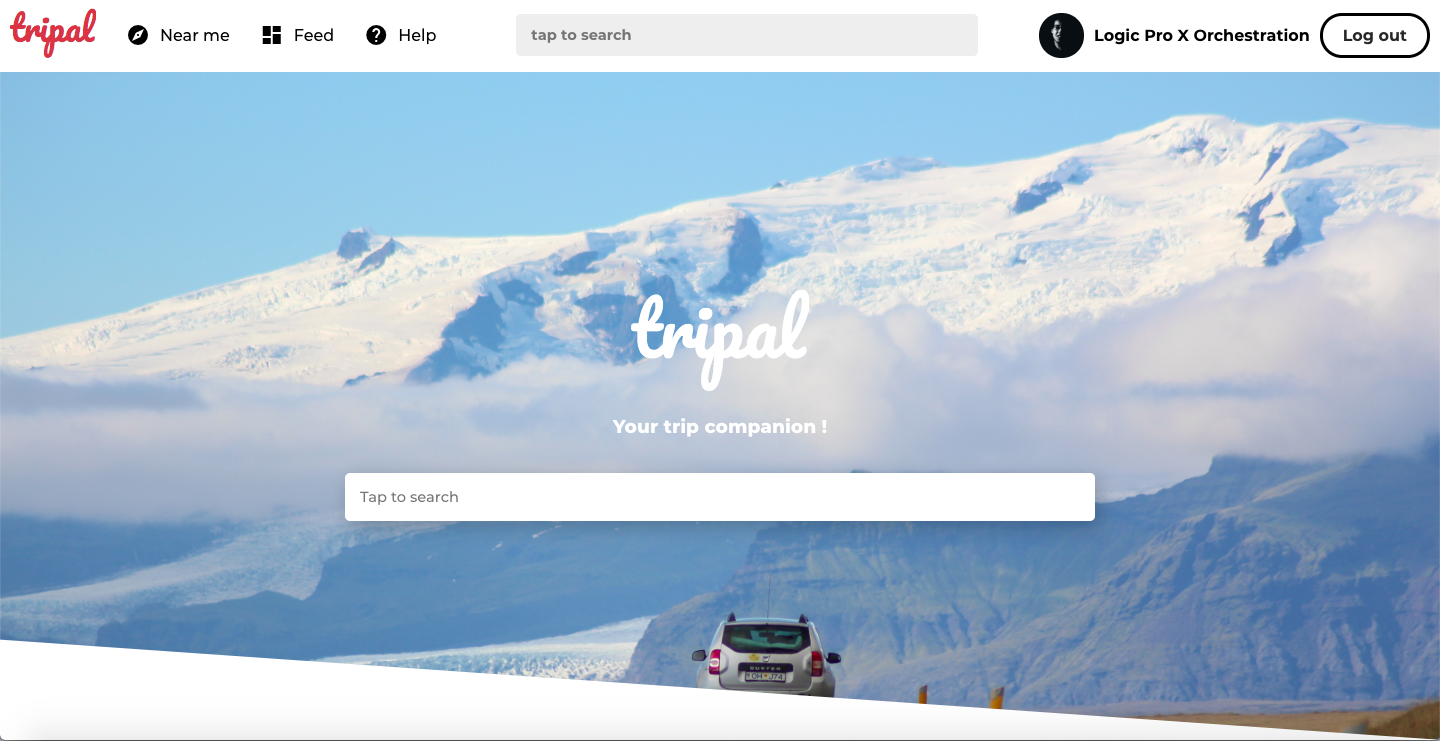 tripal
Near me
Feed
Help
tap to search
Logic Pro X Orchestration
Log out
tripal
Your trip companion !
Tap to search
DUSTER